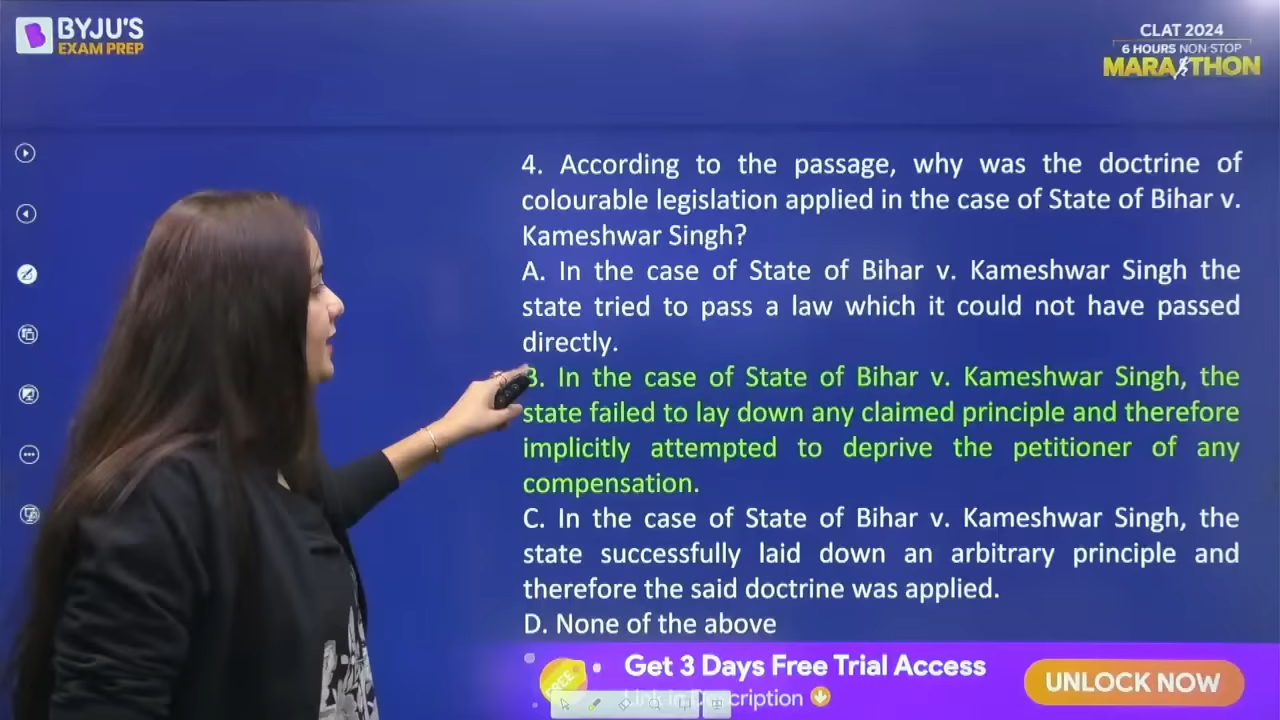 BYJU'S
EXAM PREP
CLAT 2024
6 HOURS NON-STOP
MARATHON
4. According to the passage, why was the doctrine of
colourable legislation applied in the case of State of Bihar v.
Kameshwar Singh?
A. In the case of State of Bihar v. Kameshwar Singh the
state tried to pass a law which it could not have passed
directly.
B. In the case of State of Bihar v. Kameshwar Singh, the
state failed to lay down any claimed principle and therefore
implicitly attempted to deprive the petitioner of any
compensation.
C. In the case of State of Bihar v. Kameshwar Singh, the
state successfully laid down an arbitrary principle and
therefore the said doctrine was applied.
D. None of the above
FREE
Get 3 Days Free Trial Access
Link in Description
UNLOCK NOW